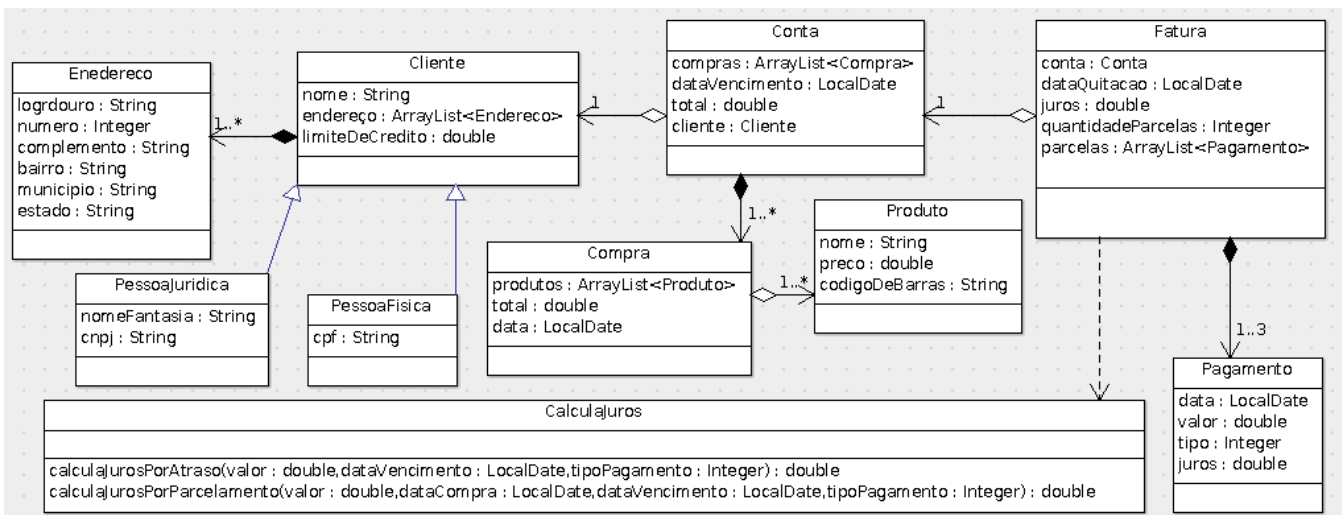 Enedereco
logrdouro : String
numero : Integer
complemento : String
bairro : String
municipio : String
estado : String
1..*
Cliente
nome : String
endereço : ArrayList<Endereco>
limiteDeCredito : double
1
Conta
compras : ArrayList<Compra>
dataVencimento : LocalDate
total : double
cliente : Cliente
1
Fatura
conta : Conta
dataQuitacao : LocalDate
juros : double
quantidadeParcelas : Integer
parcelas : ArrayList<Pagamento>
1..*
PessoaJuridica
nomeFantasia : String
cnpj : String
PessoaFisica
cpf : String
Compra
produtos : ArrayList<Produto>
total : double
data : LocalDate
1..*
Produto
nome : String
preco : double
codigoDeBarras : String
1..3
Pagamento
data : LocalDate
valor : double
tipo : Integer
juros : double
CalculaJuros
calculaJurosPorAtraso(valor : double,dataVencimento : LocalDate,tipoPagamento : Integer) : double
calculaJurosPorParcelamento(valor : double,dataCompra : LocalDate,dataVencimento : LocalDate,tipoPagamento : Integer) : double